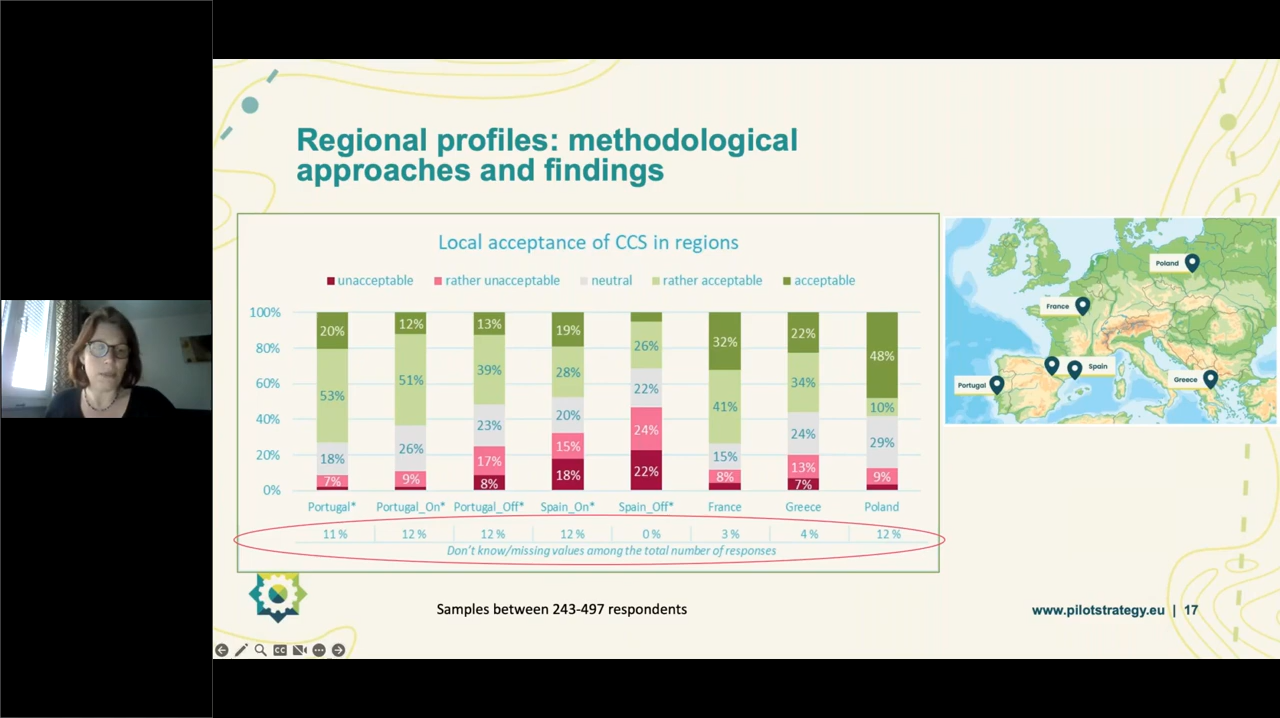 Regional profiles: methodological
approaches and findings
Local acceptance of CCS in regions
unacceptable rather unacceptable neutral rather acceptable acceptable
100%
80%
60%
40%
20%
0%
20% 53% 18% 7%
12% 51% 26% 9%
13% 39% 23% 17% 8%
19% 28% 20% 15% 18%
26% 22% 24% 22%
32% 41% 15% 8%
22% 34% 24% 13% 7%
48% 10% 29% 9%
Portugal* Portugal_On* Portugal_Off* Spain_On* Spain_Off* France Greece Poland
11 % 12 % 12 % 12 % 0 % 3 % 4 % 12 %
Don't know/missing values among the total number of responses
Poland
France
Spain
Portugal
Greece
Samples between 243-497 respondents
www.pilotstrategy.eu | 17
CC